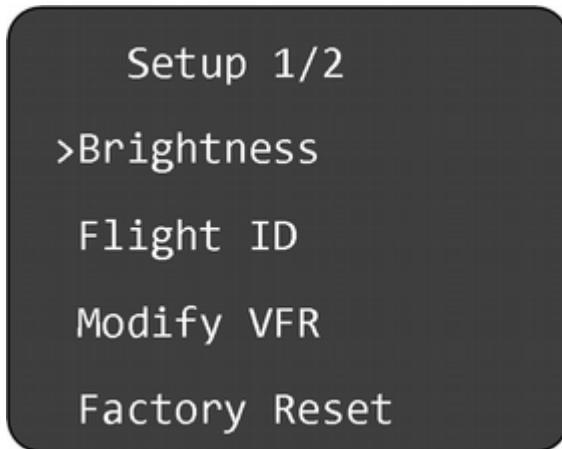 Setup 1/2
>Brightness
Flight ID
Modify VFR
Factory Reset